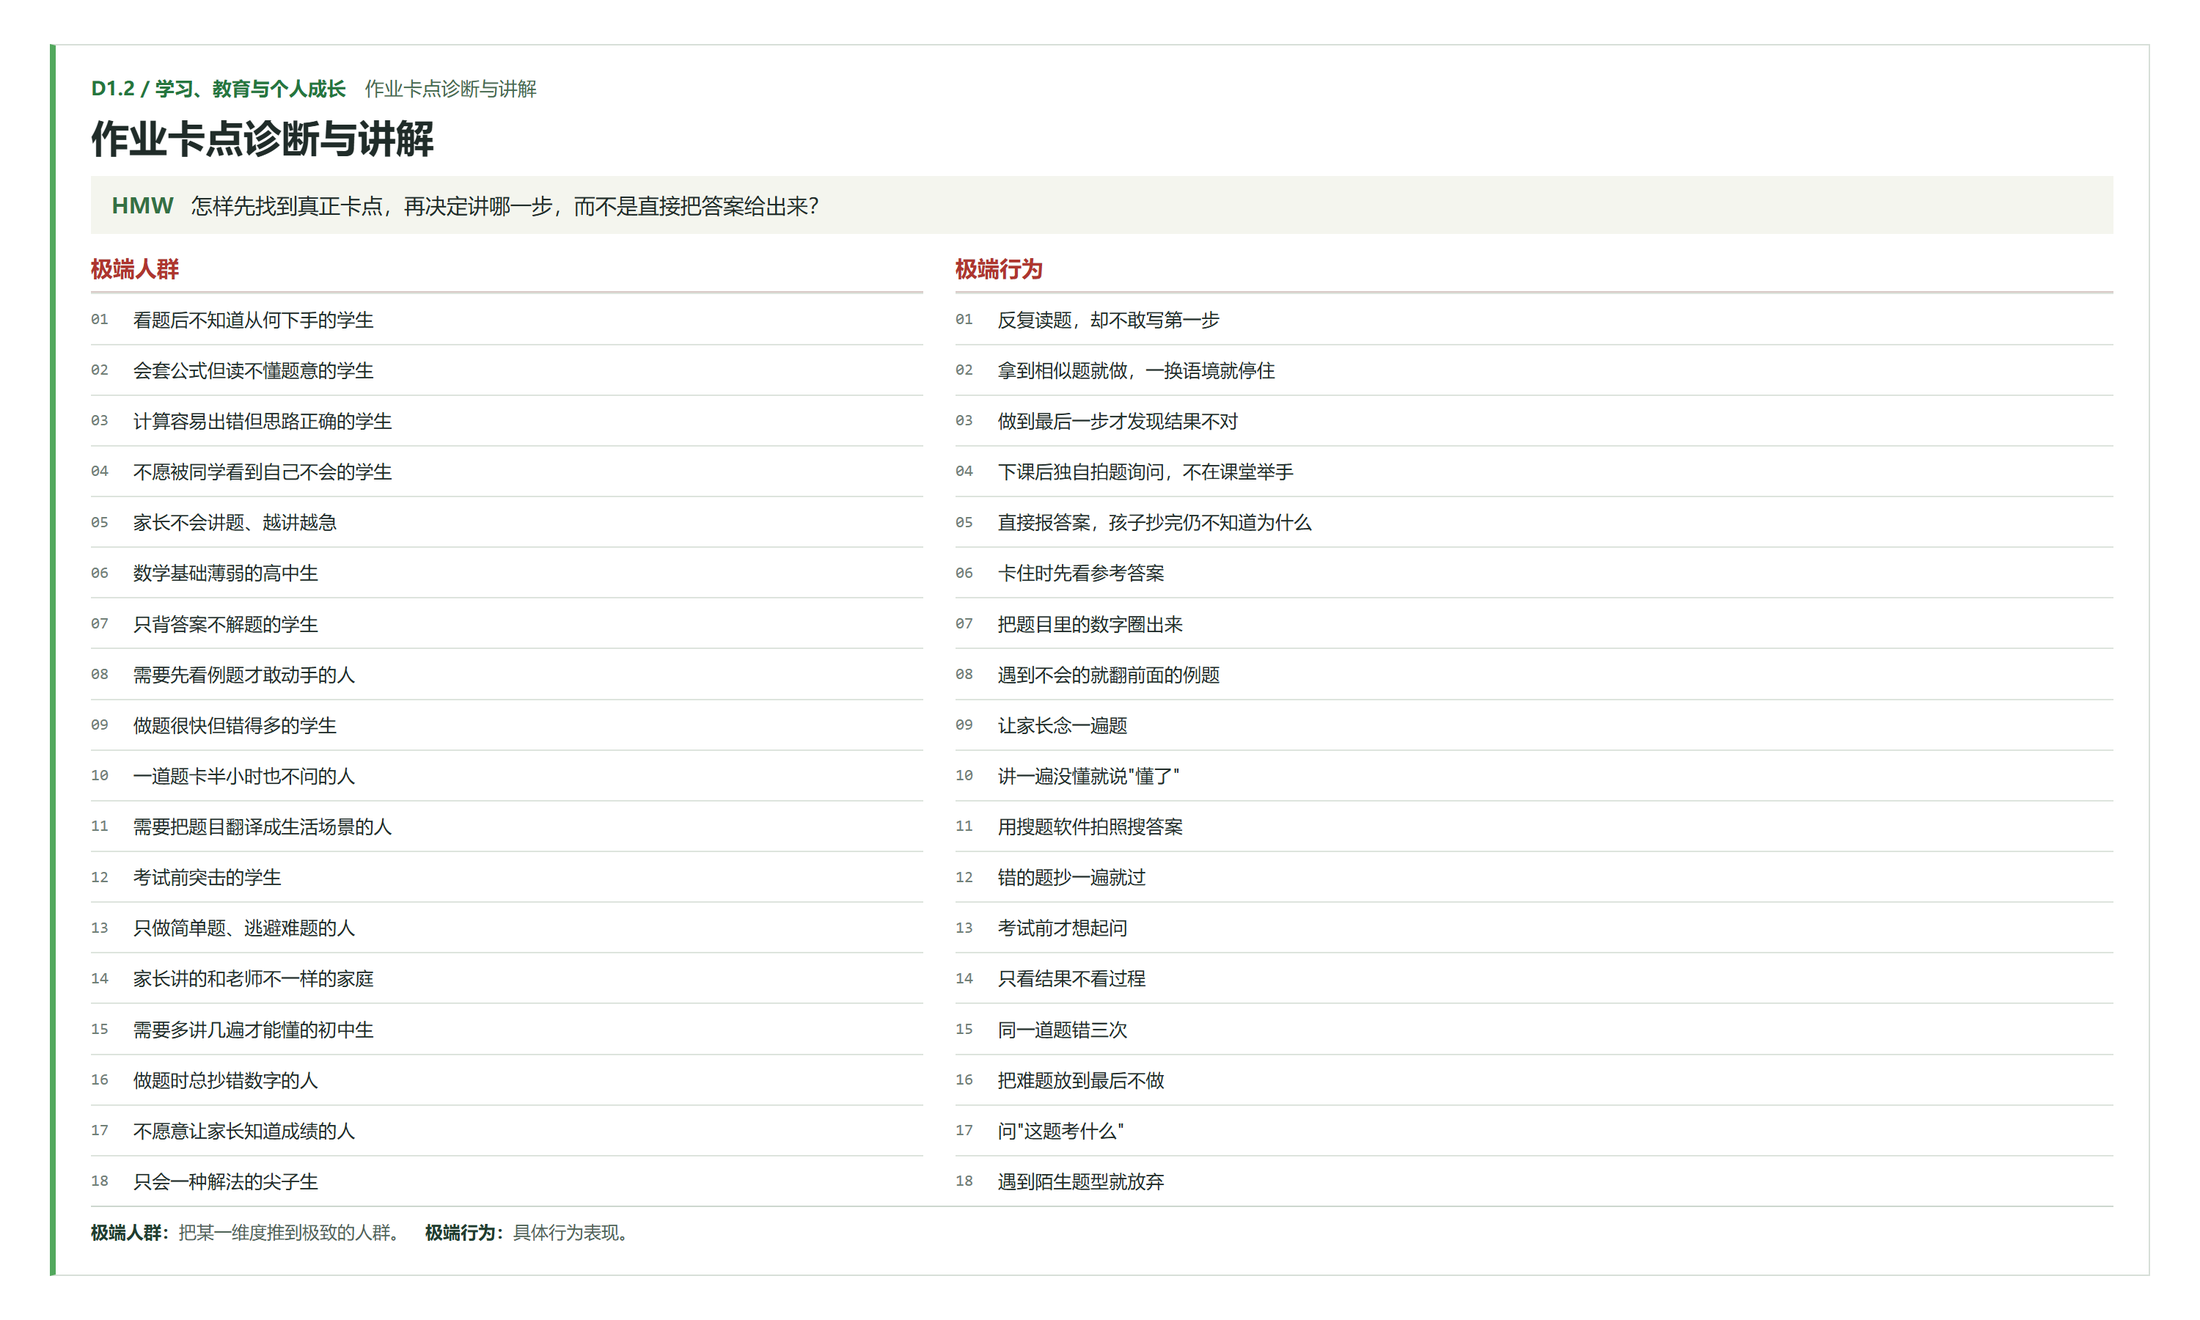 D1.2 / 学习、教育与个人成长 作业卡点诊断与讲解
作业卡点诊断与讲解
HMW 怎样先找到真正卡点，再决定讲哪一步，而不是直接把答案给出来？
极端人群
01 看题后不知道从何下手的学生
02 会套公式但读不懂题意的学生
03 计算容易出错但思路正确的学生
04 不愿被同学看到自己不会的学生
05 家长不会讲题、越讲越急
06 数学基础薄弱的高中生
07 只背答案不解题的学生
08 需要先看例题才敢动手的人
09 做题很快但错得多的学生
10 一道题卡半小时也不问的人
11 需要把题目翻译成生活场景的人
12 考试前突击的学生
13 只做简单题、逃避难题的人
14 家长讲的和老师不一样的家庭
15 需要多讲几遍才能懂的初中生
16 做题时总抄错数字的人
17 不愿意让家长知道成绩的人
18 只会一种解法的尖子生
极端行为
01 反复读题，却不敢写第一步
02 拿到相似题就做，一换语境就停住
03 做到最后一步才发现结果不对
04 下课后独自拍题询问，不在课堂举手
05 直接报答案，孩子抄完仍不知道为什么
06 卡住时先看参考答案
07 把题目里的数字圈出来
08 遇到不会的就翻前面的例题
09 让家长念一遍题
10 讲一遍没懂就说"懂了"
11 用搜题软件拍照搜答案
12 错的题抄一遍就过
13 考试前才想起问
14 只看结果不看过程
15 同一道题错三次
16 把难题放到最后不做
17 问"这题考什么"
18 遇到陌生题型就放弃
极端人群：把某一维度推到极致的人群。 极端行为：具体行为表现。